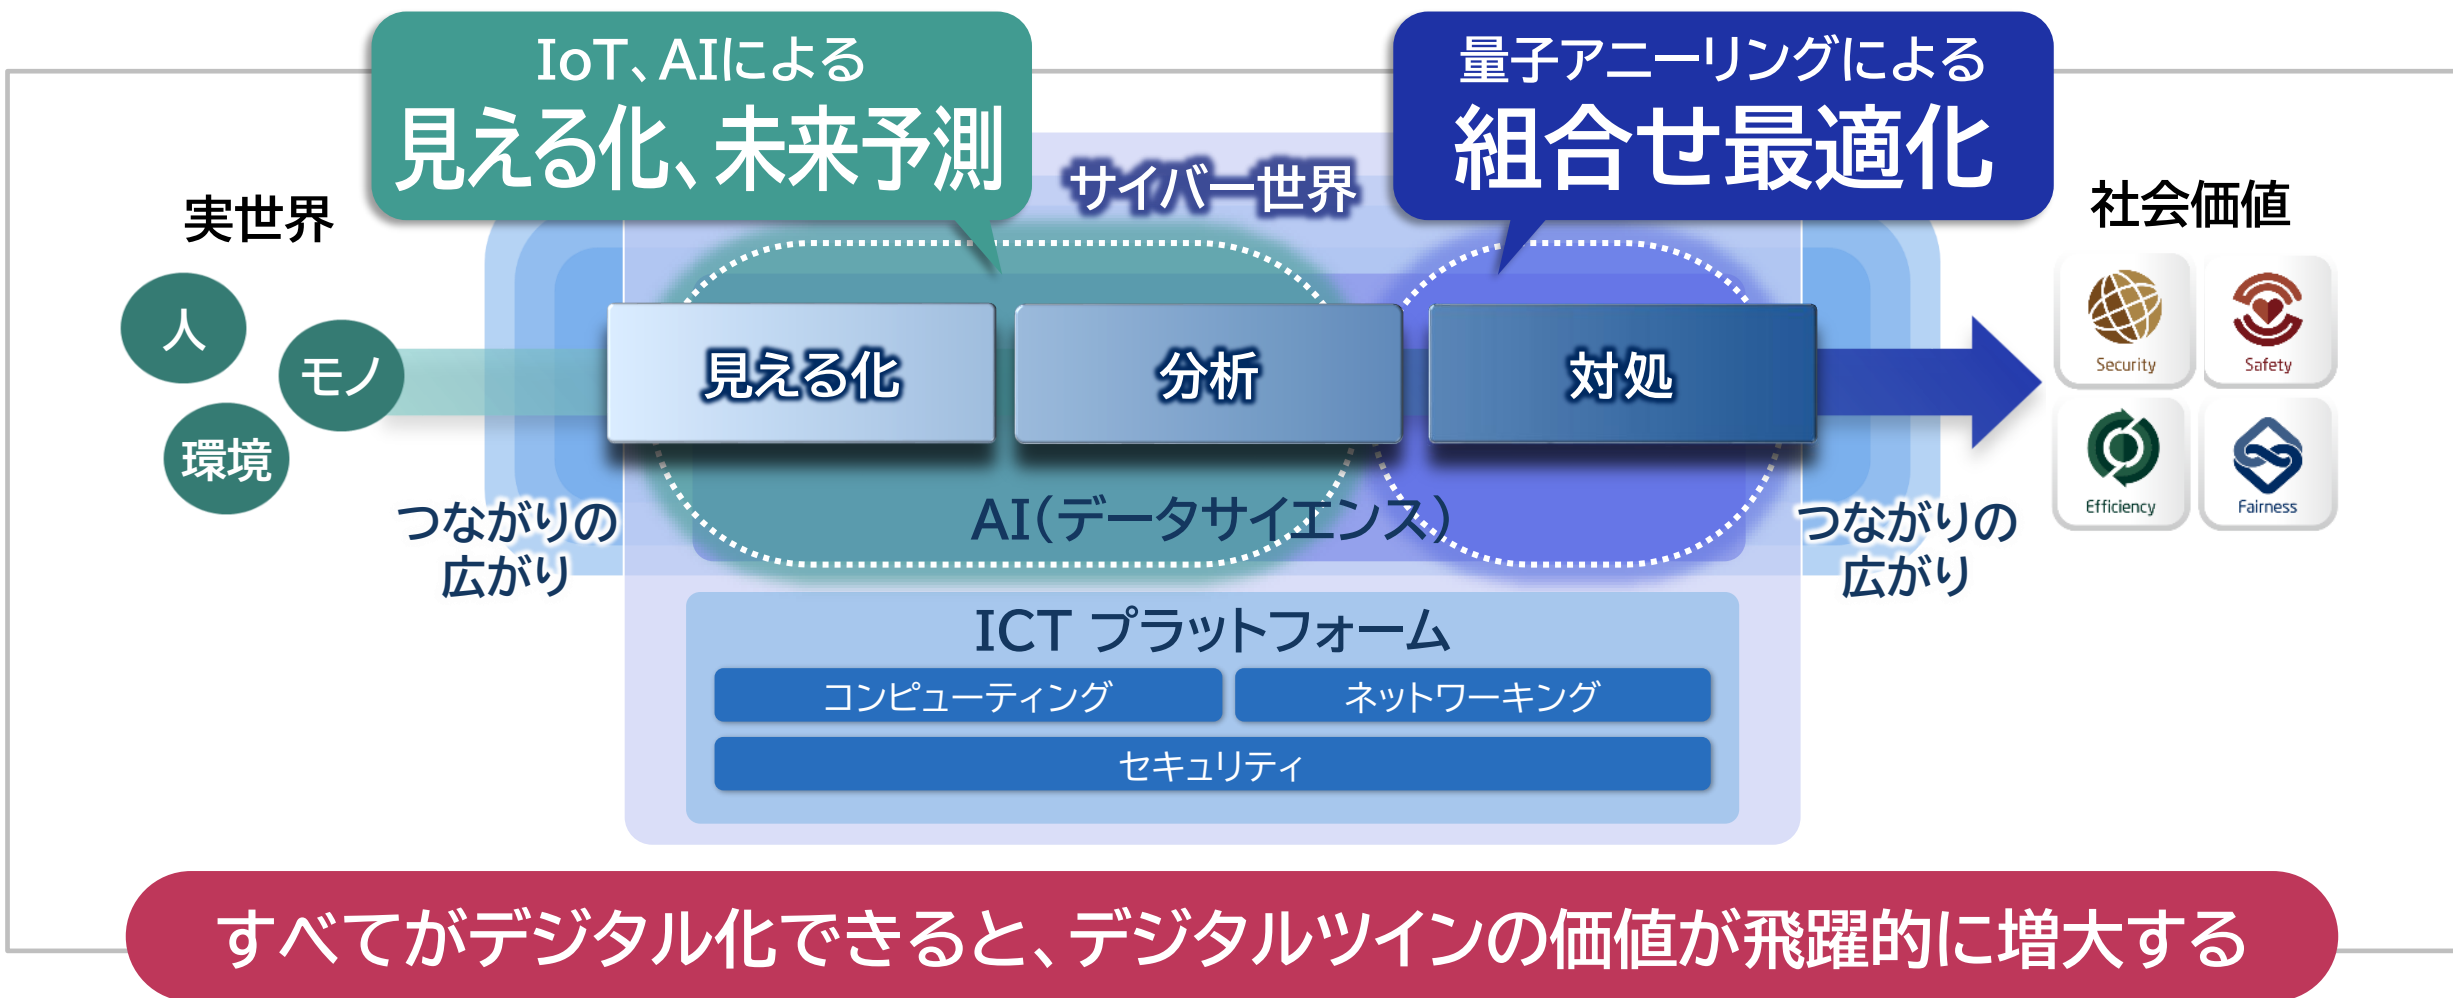 IoT、AIによる
見える化、未来予測
量子アニーリングによる
組合せ最適化
サイバー世界
実世界
社会価値
人
モノ
環境
見える化
分析
対処
Security
Safety
Efficiency
Fairness
つながりの
広がり
AI（データサイエンス）
つながりの
広がり
ICT プラットフォーム
コンピューティング
ネットワーキング
セキュリティ
すべてがデジタル化できると、デジタルツインの価値が飛躍的に増大する